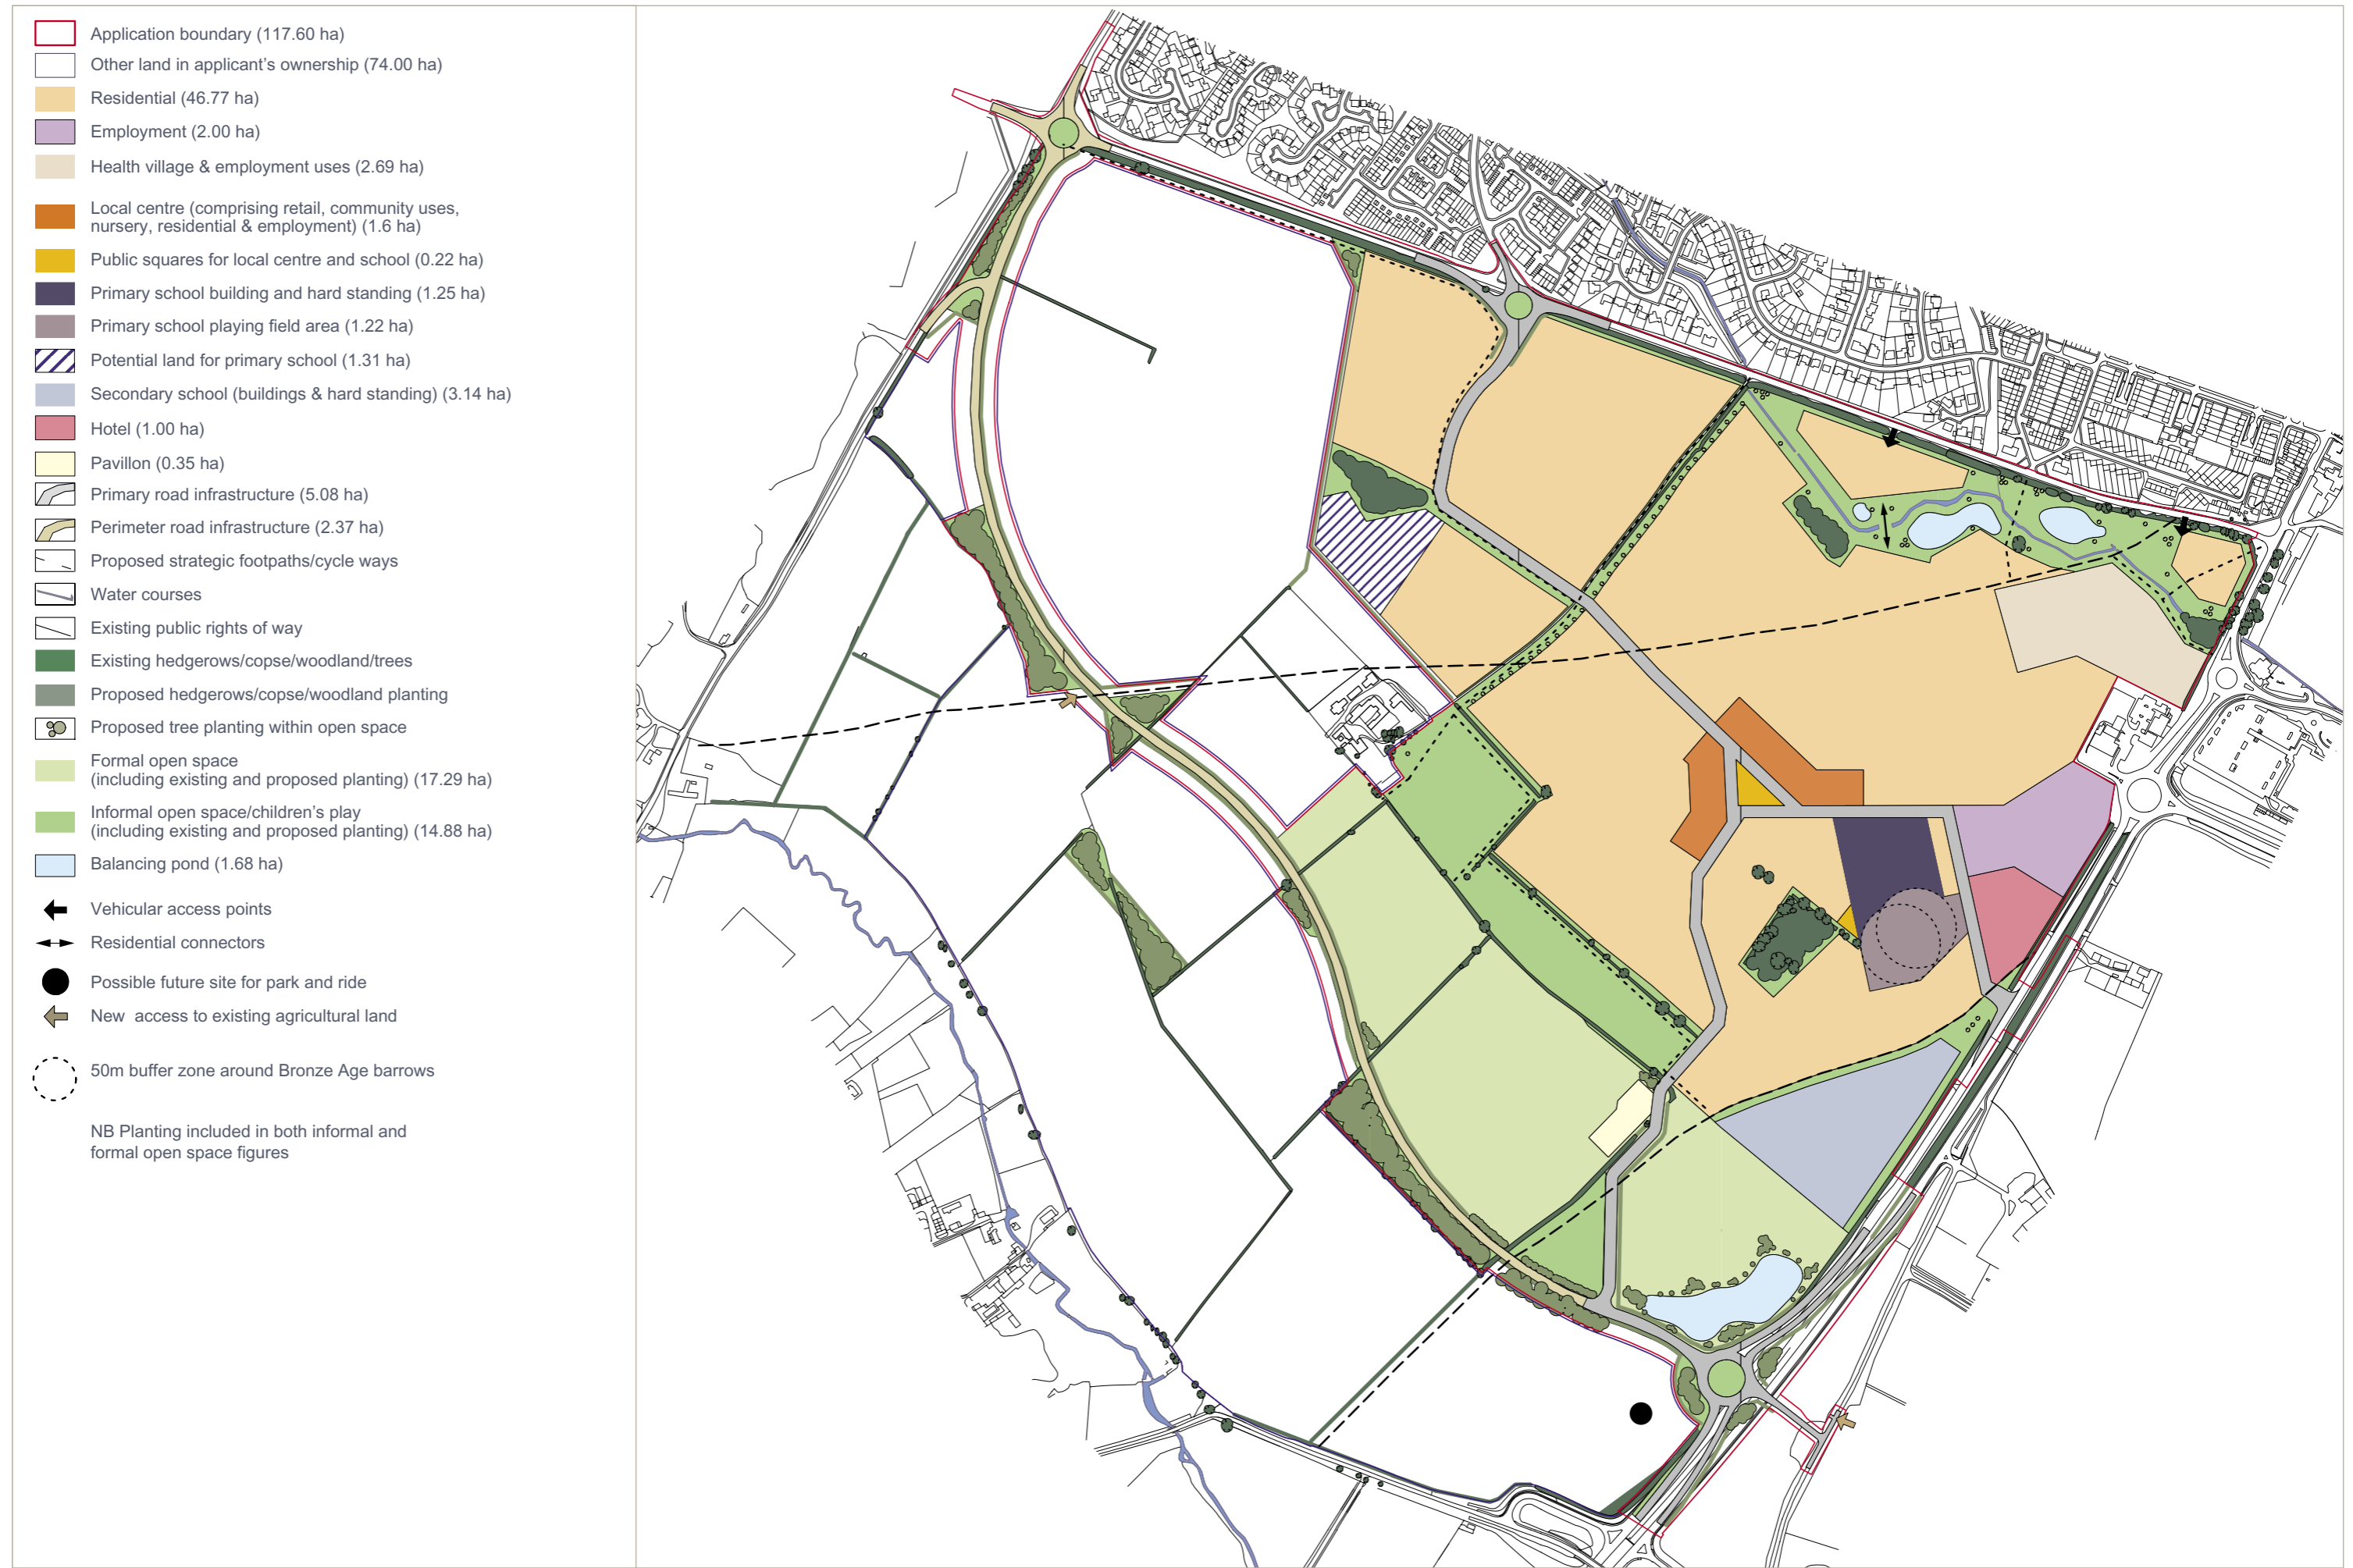 Application boundary (117.60 ha)
Other land in applicant's ownership (74.00 ha)
Residential (46.77 ha)
Employment (2.00 ha)
Health village & employment uses (2.69 ha)
Local centre (comprising retail, community uses,
nursery, residential & employment) (1.6 ha)
Public squares for local centre and school (0.22 ha)
Primary school building and hard standing (1.25 ha)
Primary school playing field area (1.22 ha)
Potential land for primary school (1.31 ha)
Secondary school (buildings & hard standing) (3.14 ha)
Hotel (1.00 ha)
Pavillon (0.35 ha)
Primary road infrastructure (5.08 ha)
Perimeter road infrastructure (2.37 ha)
Proposed strategic footpaths/cycle ways
Water courses
Existing public rights of way
Existing hedgerows/copse/woodland/trees
Proposed hedgerows/copse/woodland planting
Proposed tree planting within open space
Formal open space
(including existing and proposed planting) (17.29 ha)
Informal open space/children's play
(including existing and proposed planting) (14.88 ha)
Balancing pond (1.68 ha)
Vehicular access points
Residential connectors
Possible future site for park and ride
New access to existing agricultural land
50m buffer zone around Bronze Age barrows
NB Planting included in both informal and
formal open space figures